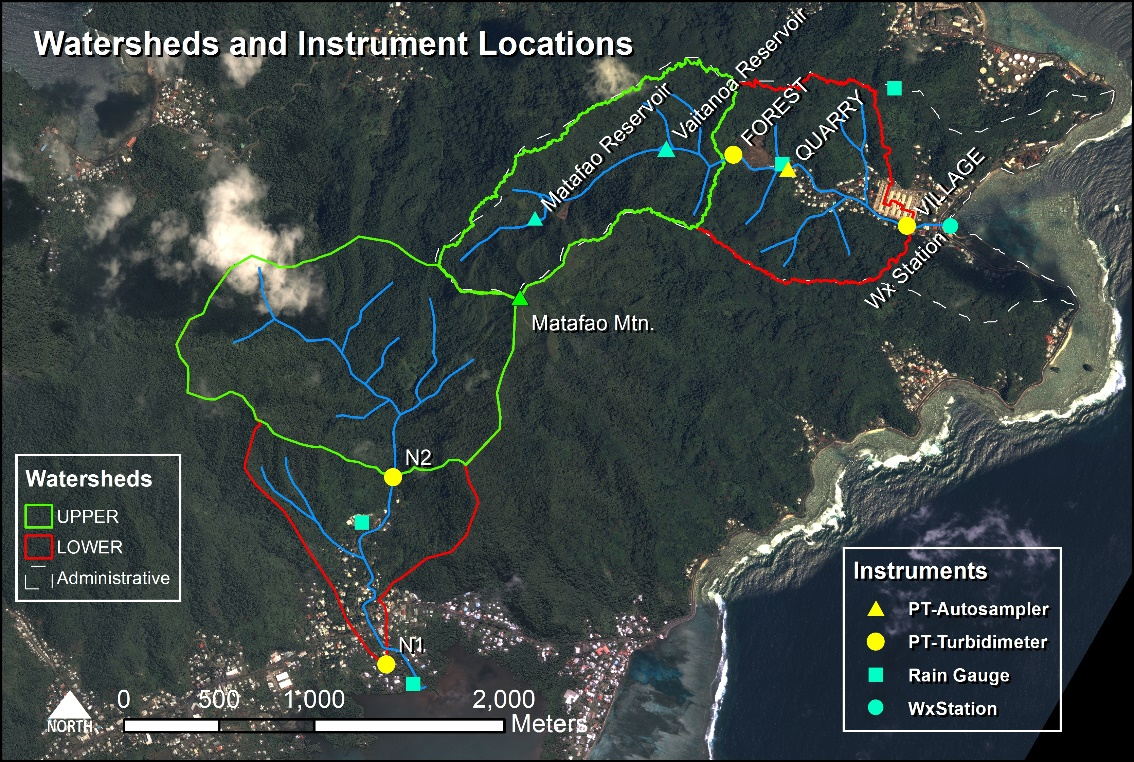 Watersheds and Instrument Locations
Vaitanoa Reservoir
Matafao Reservoir
FOREST
QUARRY
VILLAGE
Wx Station
Matafao Mtn.
N2
Watersheds
UPPER
LOWER
Administrative
N1
Instruments
PT-Autosampler
PT-Turbidimeter
Rain Gauge
WxStation
NORTH
0 500 1,000 2,000
Meters